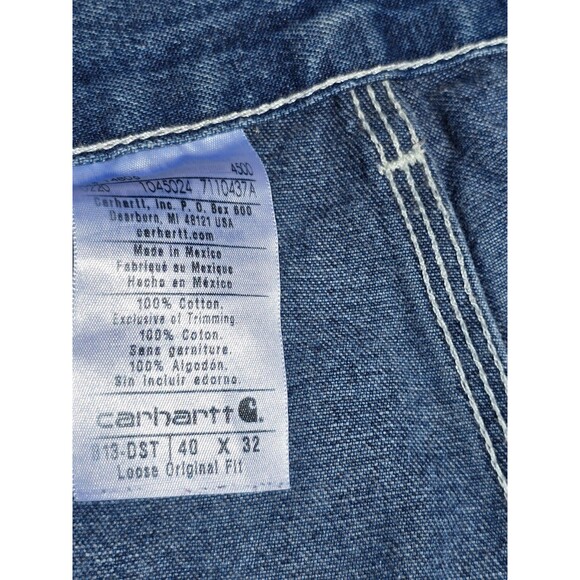 4500
1045024 7110437A
Carhartt, Inc. P. O. Box 600
Dearborn, MI 48121 USA
carhartt.com
Made in Mexico
Fabriqué au Mexique
Hecho en México
100% Cotton.
Exclusive of Trimming
100% Coton.
Sans garniture.
100% Algodón.
Sin incluir adorno.
carhartt
B13-DST | 40 X 32
Loose Original Fit